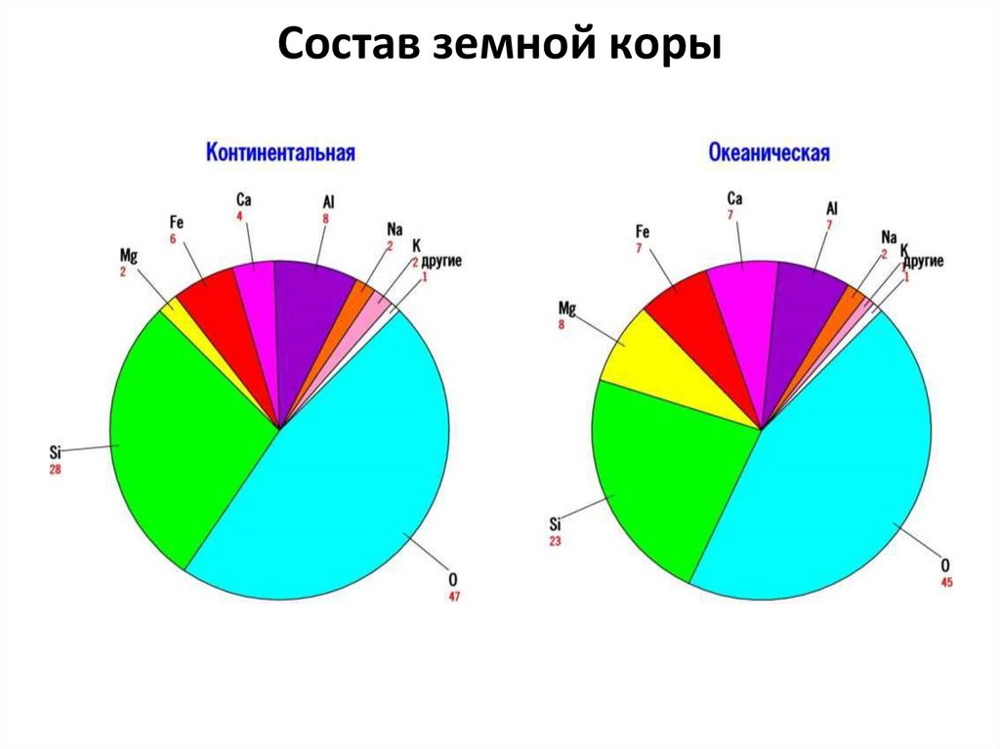 Состав земной коры
Континентальная
Mg
2
Fe
6
Ca
4
Al
8
Na
2
K
2
другие
1
Si
28
O
47
Океаническая
Mg
8
Fe
7
Ca
7
Al
7
Na
2
K
другие
1
Si
23
O
45